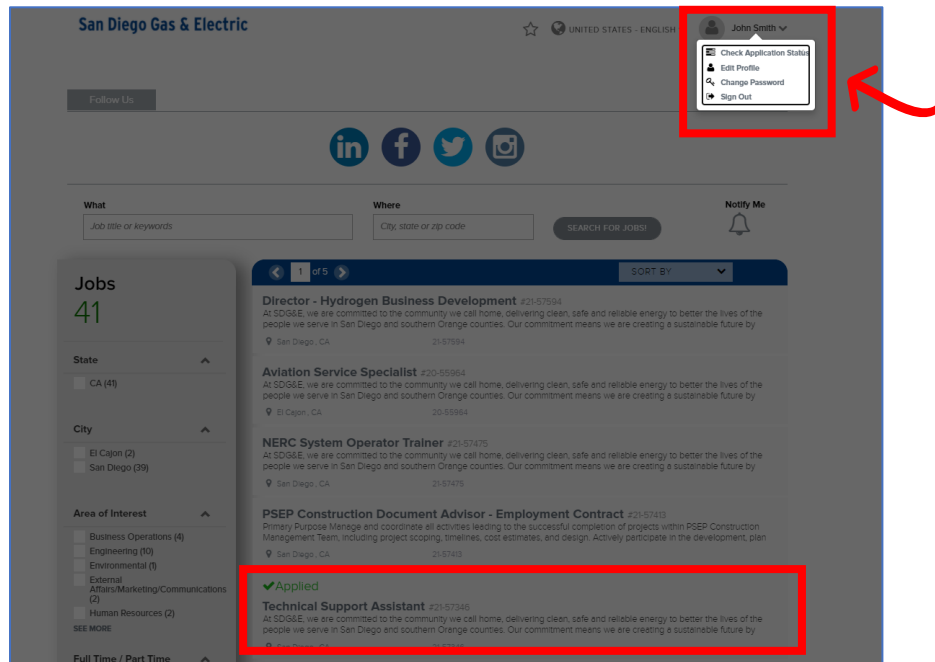 San Diego Gas & Electric
UNITED STATES - ENGLISH
John Smith
Check Application Status
Edit Profile
Change Password
Sign Out
Follow Us
What
Where
Notify Me
Job title or keywords
City, state or zip code
SEARCH FOR JOBS!
Jobs
41
State
CA (41)
City
El Cajon (2)
San Diego (39)
Area of Interest
Business Operations (4)
Engineering (10)
Environmental (1)
External
Affairs/Marketing/Communications
(2)
Human Resources (2)
SEE MORE
Full Time / Part Time
1 of 5
SORT BY
Director - Hydrogen Business Development #21-57594
At SDG&E, we are committed to the community we call home, delivering clean, safe and reliable energy to better the lives of the
people we serve in San Diego and southern Orange counties. Our commitment means we are creating a sustainable future by
San Diego, CA 21-57594
Aviation Service Specialist #20-55964
At SDG&E, we are committed to the community we call home, delivering clean, safe and reliable energy to better the lives of the
people we serve in San Diego and southern Orange counties. Our commitment means we are creating a sustainable future by
El Cajon, CA 20-55964
NERC System Operator Trainer #21-57475
At SDG&E, we are committed to the community we call home, delivering clean, safe and reliable energy to better the lives of the
people we serve in San Diego and southern Orange counties. Our commitment means we are creating a sustainable future by
San Diego, CA 21-57475
PSEP Construction Document Advisor - Employment Contract #21-57413
Primary Purpose Manage and coordinate all activities leading to the successful completion of projects within PSEP Construction
Management Team, including project scoping, timelines, cost estimates, and design. Actively participate in the development, plan
San Diego, CA 21-57413
Applied
Technical Support Assistant #21-57346
At SDG&E, we are committed to the community we call home, delivering clean, safe and reliable energy to better the lives of the
people we serve in San Diego and southern Orange counties. Our commitment means we are creating a sustainable future by
San Diego, CA 21-57346